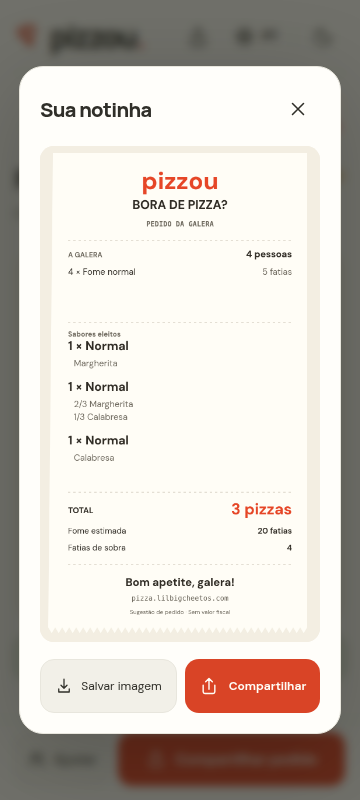 pizzou.
Sua notinha
pizzou
BORA DE PIZZA?
PEDIDO DA GALERA
A GALERA 4 pessoas
4 × Fome normal 5 fatias
Sabores eleitos
1 × Normal
Margherita
1 × Normal
2/3 Margherita
1/3 Calabresa
1 × Normal
Calabresa
TOTAL 3 pizzas
Fome estimada 20 fatias
Fatias de sobra 4
Bom apetite, galera!
pizza.lilbigcheetos.com
Sugestão de pedido · Sem valor fiscal
Salvar imagem
Compartilhar